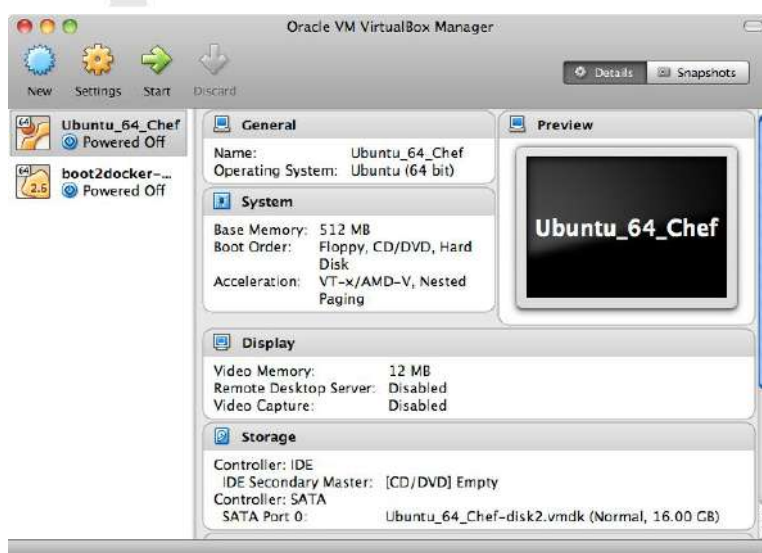 Oracle VM VirtualBox Manager
New Settings Start Discard
Details Snapshots
64 Ubuntu_64_Chef
Powered Off
64 2.6 boot2docker-...
Powered Off
General
Name: Ubuntu_64_Chef
Operating System: Ubuntu (64 bit)
System
Base Memory: 512 MB
Boot Order: Floppy, CD/DVD, Hard
Disk
Acceleration: VT-x/AMD-V, Nested
Paging
Preview
Ubuntu_64_Chef
Display
Video Memory: 12 MB
Remote Desktop Server: Disabled
Video Capture: Disabled
Storage
Controller: IDE
IDE Secondary Master: [CD/DVD] Empty
Controller: SATA
SATA Port 0: Ubuntu_64_Chef-disk2.vmdk (Normal, 16.00 GB)